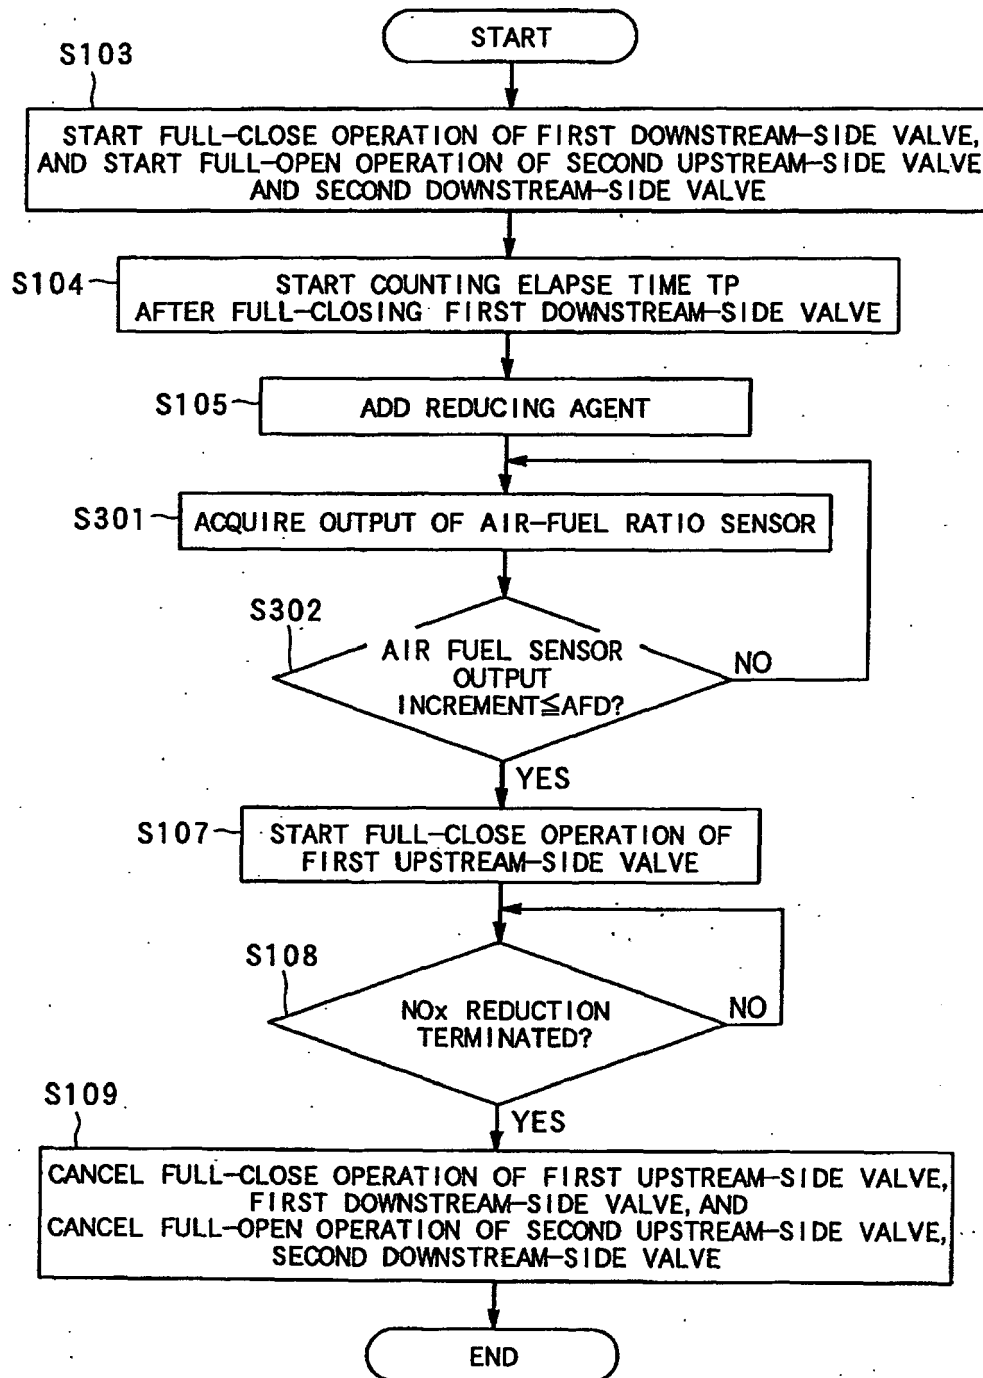 START
S103
START FULL-CLOSE OPERATION OF FIRST DOWNSTREAM-SIDE VALVE,
AND START FULL-OPEN OPERATION OF SECOND UPSTREAM-SIDE VALVE
AND SECOND DOWNSTREAM-SIDE VALVE
S104
START COUNTING ELAPSE TIME TP
AFTER FULL-CLOSING FIRST DOWNSTREAM-SIDE VALVE
S105
ADD REDUCING AGENT
S301
ACQUIRE OUTPUT OF AIR-FUEL RATIO SENSOR
S302
AIR FUEL SENSOR
OUTPUT
INCREMENT≦AFD?
NO
YES
S107
START FULL-CLOSE OPERATION OF
FIRST UPSTREAM-SIDE VALVE
S108
NOx REDUCTION
TERMINATED?
NO
YES
S109
CANCEL FULL-CLOSE OPERATION OF FIRST UPSTREAM-SIDE VALVE,
FIRST DOWNSTREAM-SIDE VALVE, AND
CANCEL FULL-OPEN OPERATION OF SECOND UPSTREAM-SIDE VALVE,
SECOND DOWNSTREAM-SIDE VALVE
END